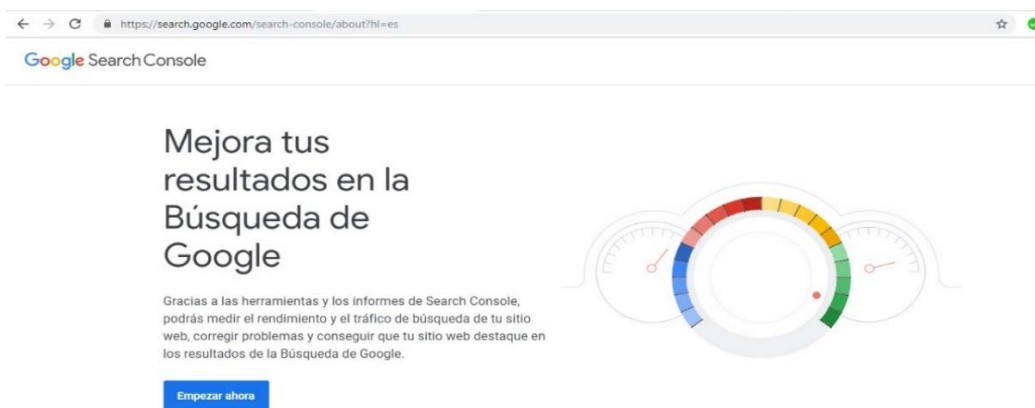 https://search.google.com/search-console/about?hl=es
Google Search Console
Mejora tus
resultados en la
Búsqueda de
Google
Gracias a las herramientas y los informes de Search Console,
podrás medir el rendimiento y el tráfico de búsqueda de tu sitio
web, corregir problemas y conseguir que tu sitio web destaque en
los resultados de la Búsqueda de Google.
Empezar ahora